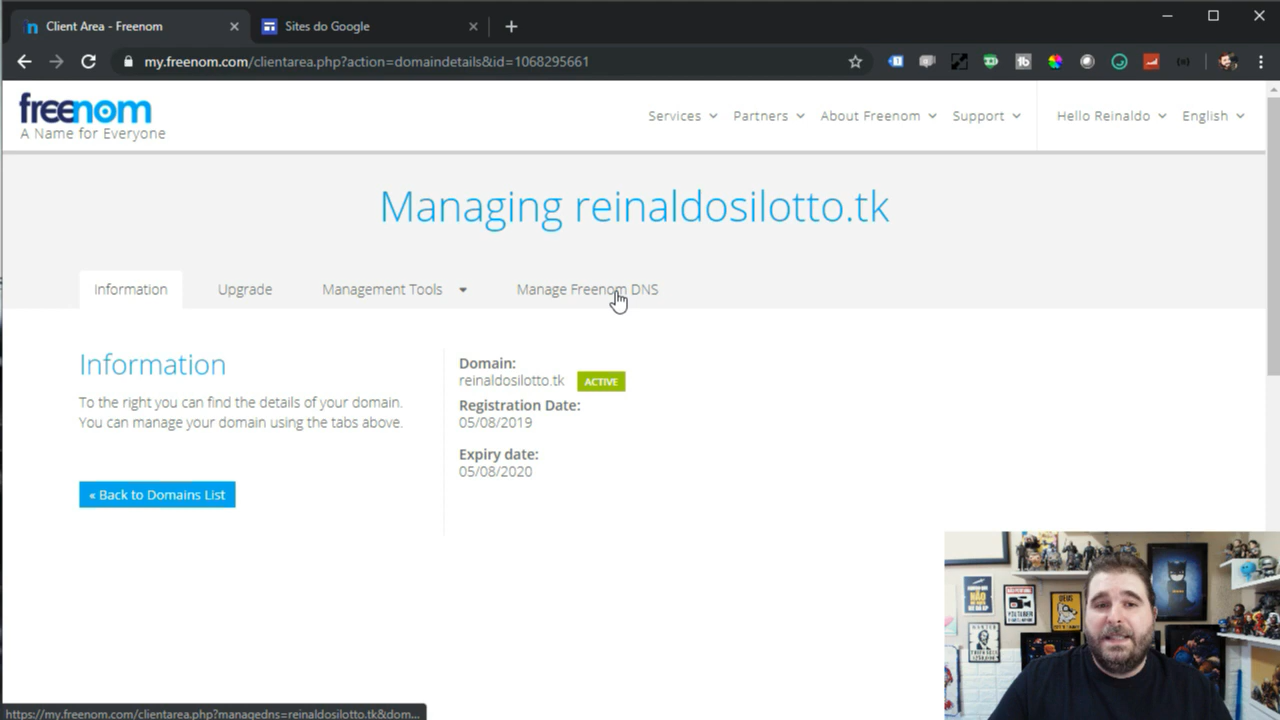 Client Area - Freenom
Sites do Google
my.freenom.com/clientarea.php?action=domaindetails&id=1068295661
freenom
A Name for Everyone
Services
Partners
About Freenom
Support
Hello Reinaldo
English
Managing reinaldosilotto.tk
Information
Upgrade
Management Tools
Manage Freenom DNS
Information
To the right you can find the details of your domain.
You can manage your domain using the tabs above.
« Back to Domains List
Domain:
reinaldosilotto.tk ACTIVE
Registration Date:
05/08/2019
Expiry date:
05/08/2020
NÃO
DEUS
WANTED
https://my.freenom.com/clientarea.php?managedns=reinaldosilotto.tk&dom...